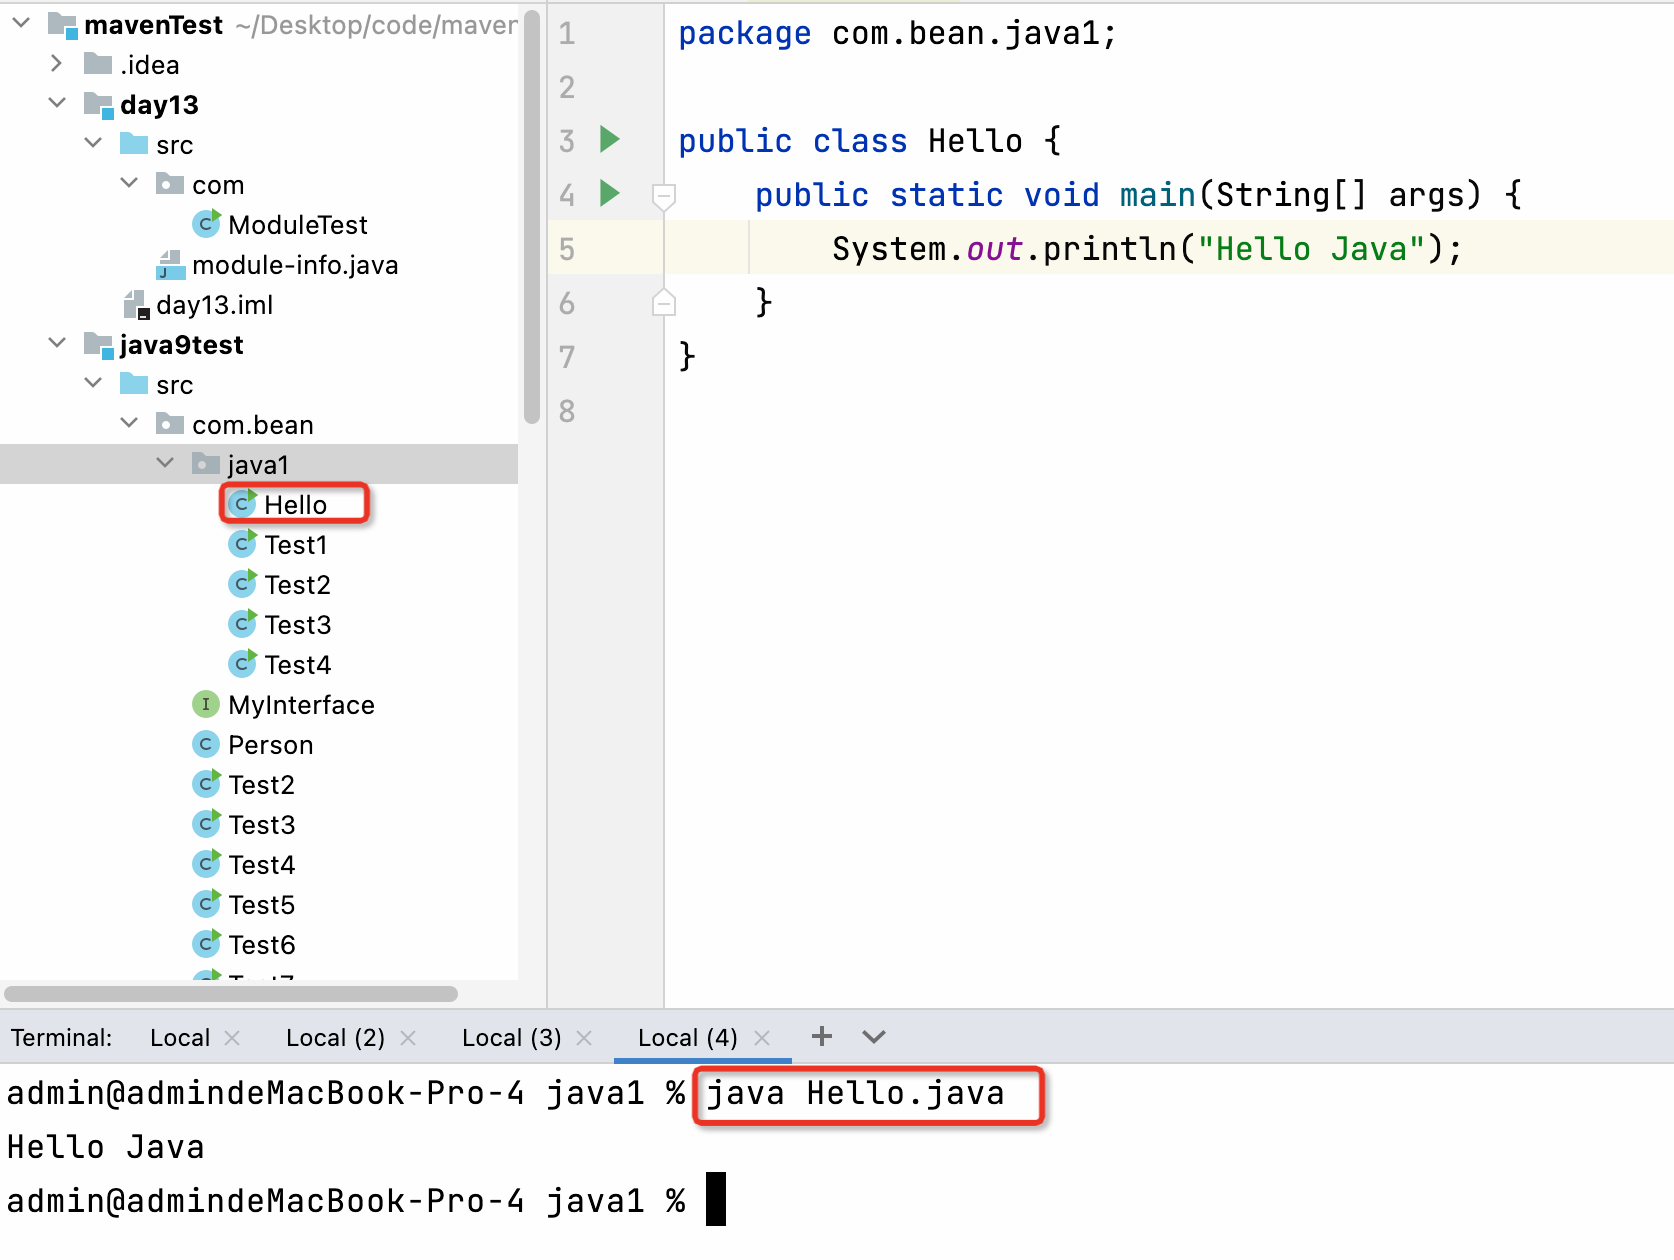 mavenTest ~/Desktop/code/maven
.idea
day13
src
com
ModuleTest
module-info.java
day13.iml
java9test
src
com.bean
java1
Hello
Test1
Test2
Test3
Test4
MyInterface
Person
Test2
Test3
Test4
Test5
Test6
Test7
1 package com.bean.java1;
2
3 public class Hello {
4 public static void main(String[] args) {
5 System.out.println("Hello Java");
6 }
7 }
8
Terminal: Local Local (2) Local (3) Local (4)
admin@admindeMacBook-Pro-4 java1 % java Hello.java
Hello Java
admin@admindeMacBook-Pro-4 java1 %